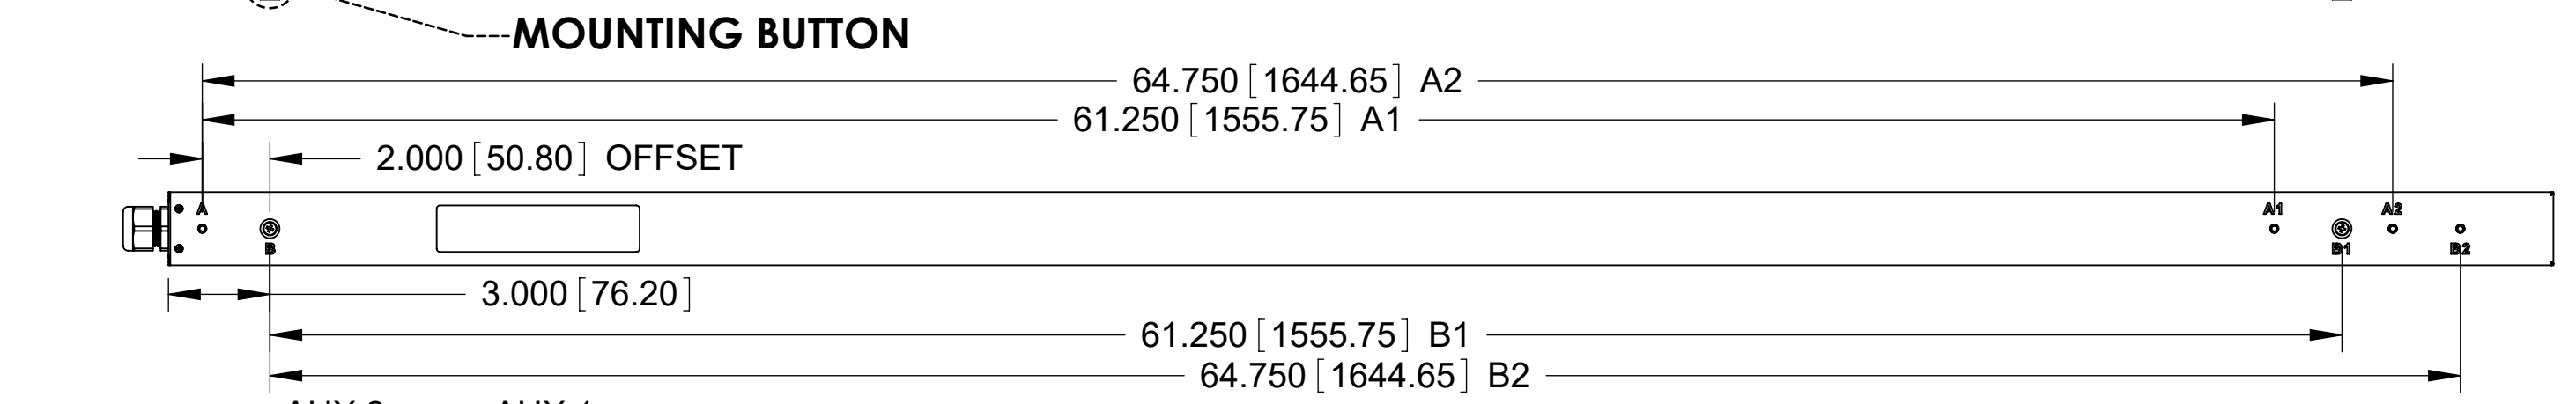 MOUNTING BUTTON
64.750 [1644.65] A2
61.250 [1555.75] A1
2.000 [50.80] OFFSET
A A1 A2
B B1 B2
3.000 [76.20]
61.250 [1555.75] B1
64.750 [1644.65] B2